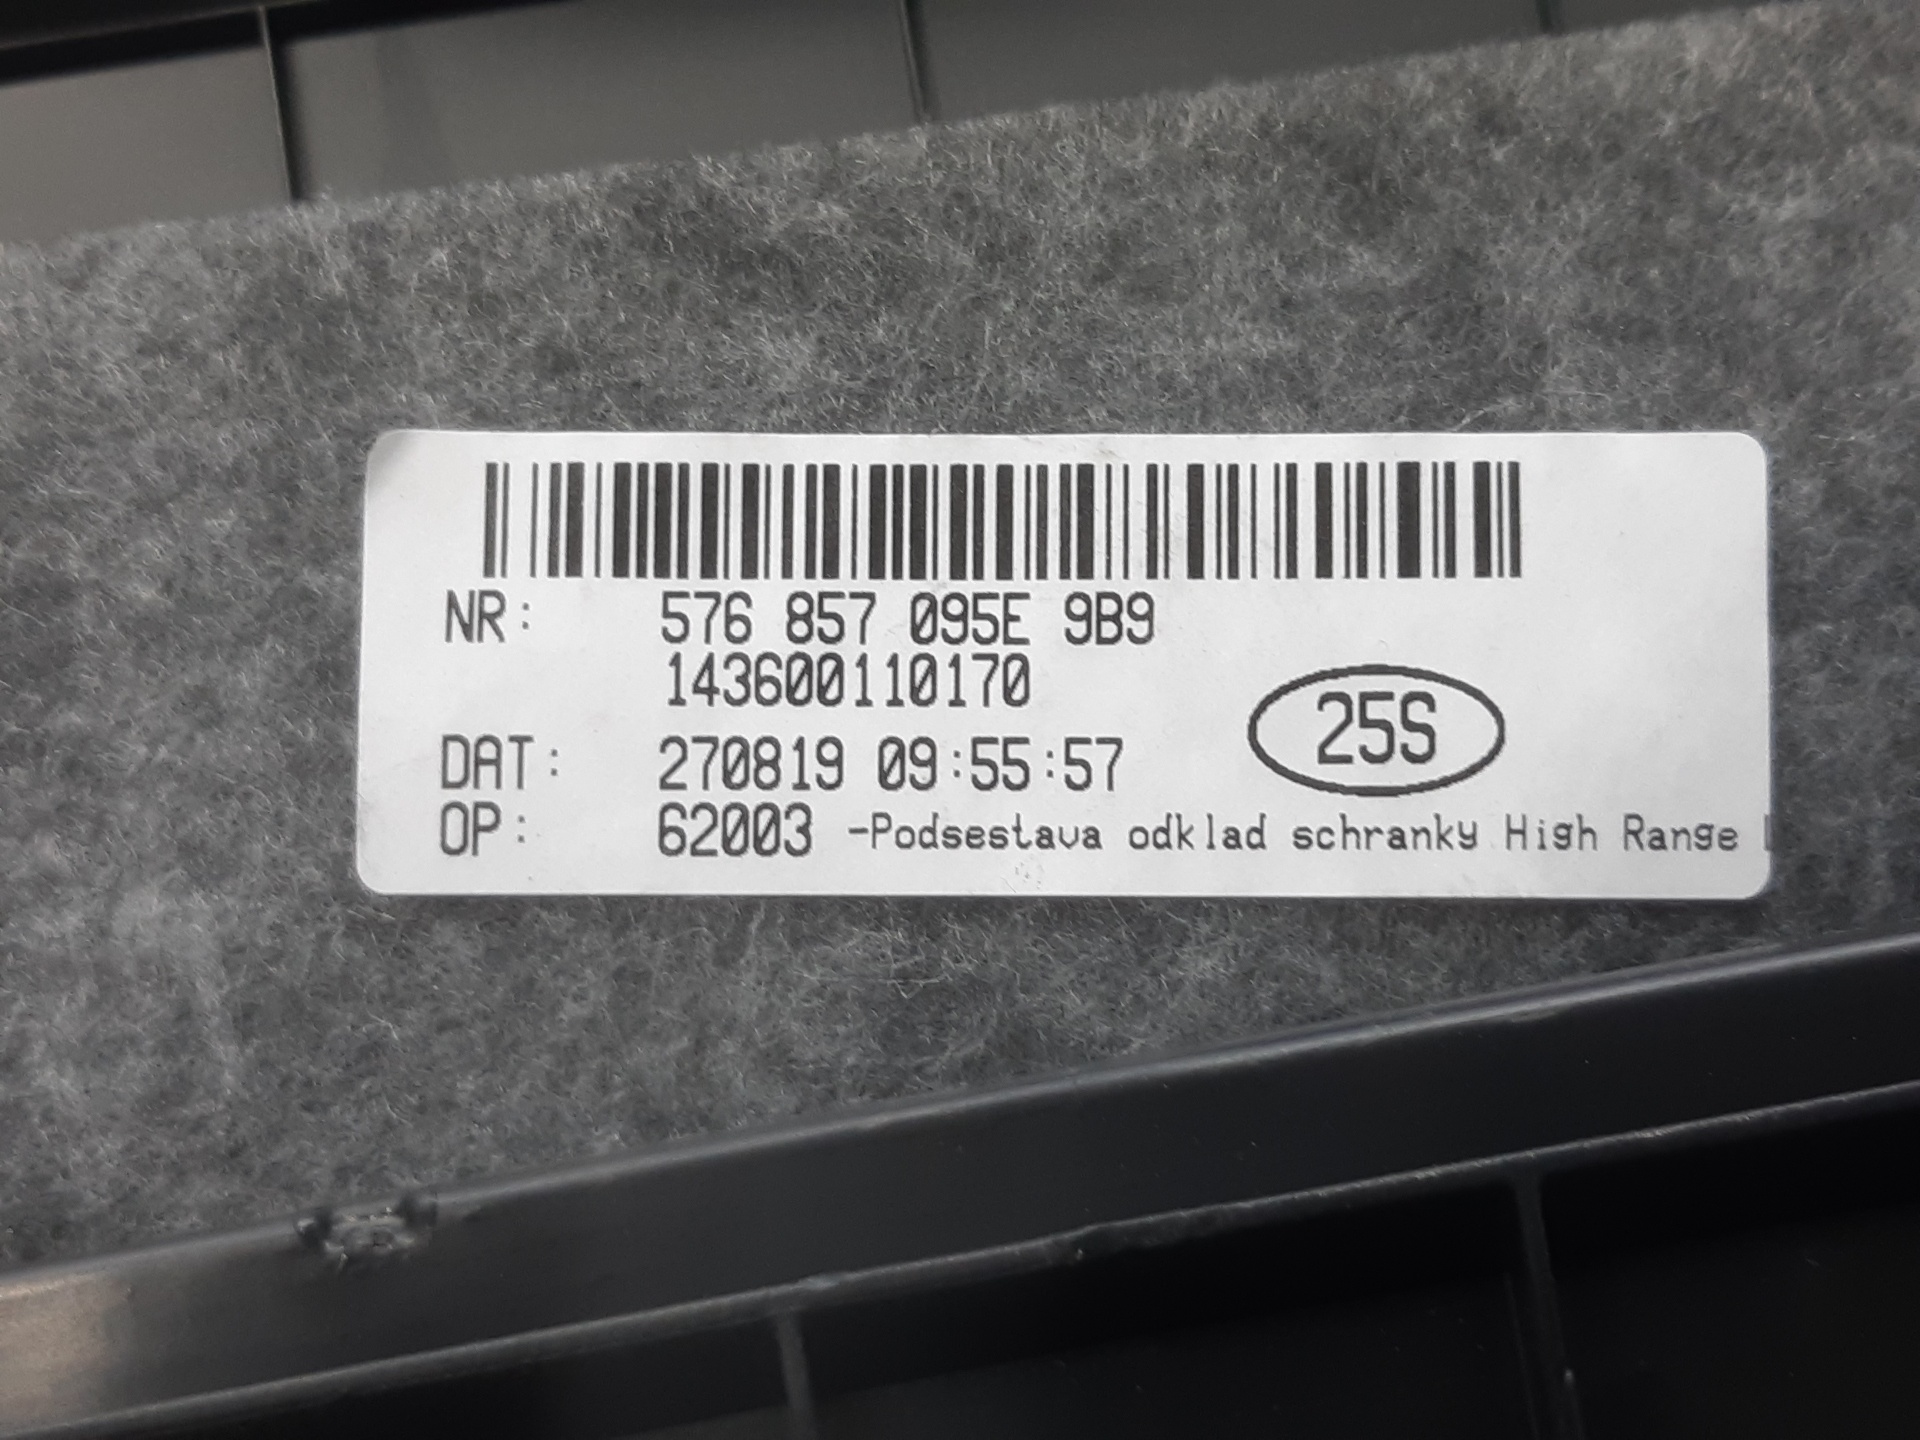 NR: 576 857 095E 9B9
143600110170
25S
DAT: 270819 09:55:57
OP: 62003 -Podsestava odklad schranky High Range